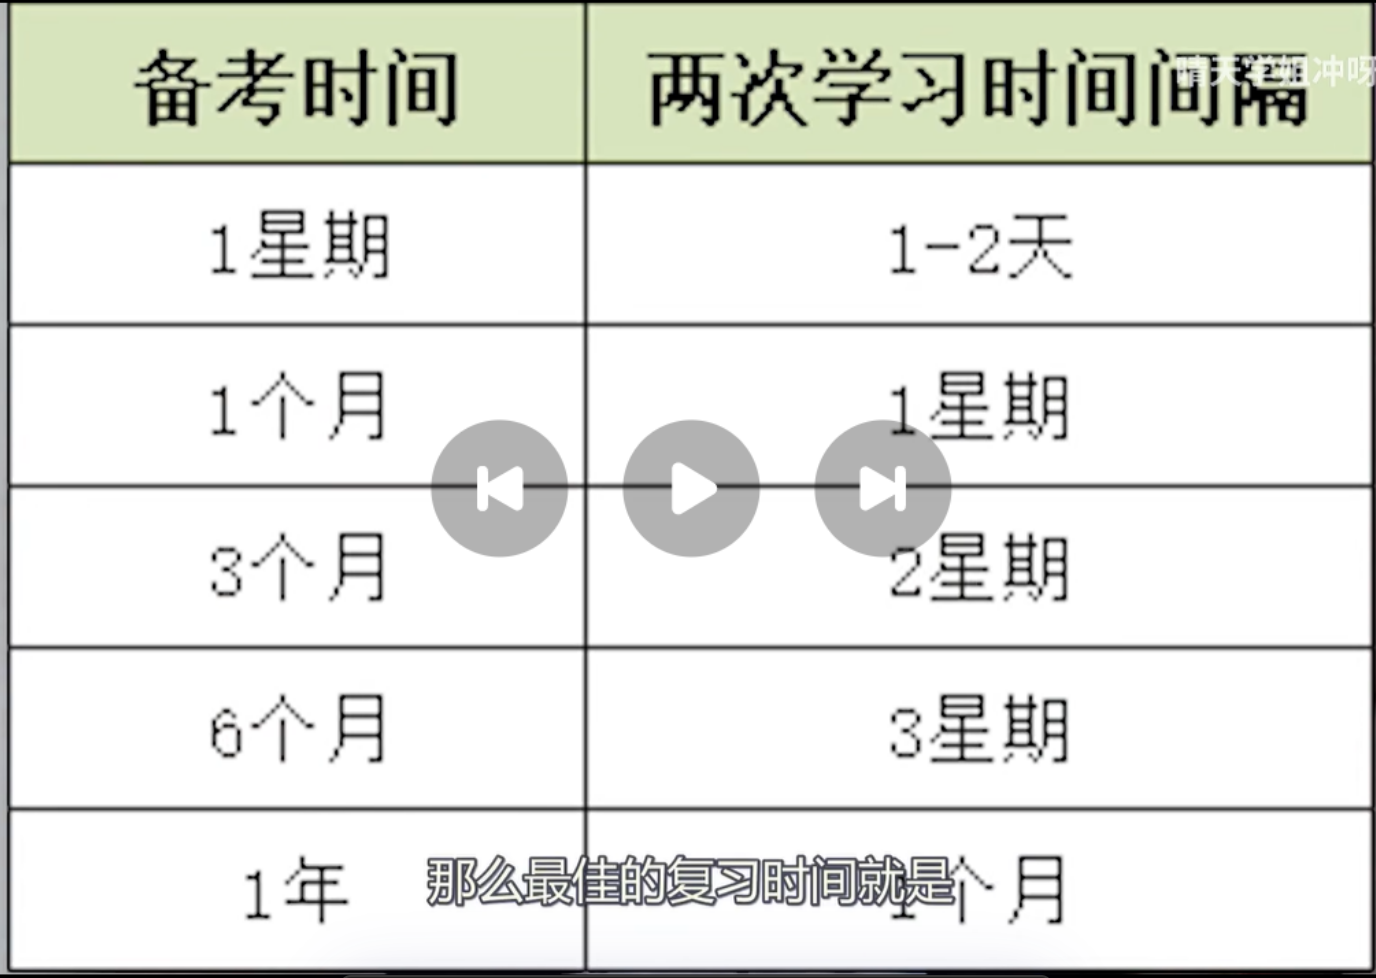 备考时间 两次学习时间间隔
晴天学姐冲呀
1星期 1-2天
1个月 1星期
3个月 2星期
6个月 3星期
1年 1个月
那么最佳的复习时间就是